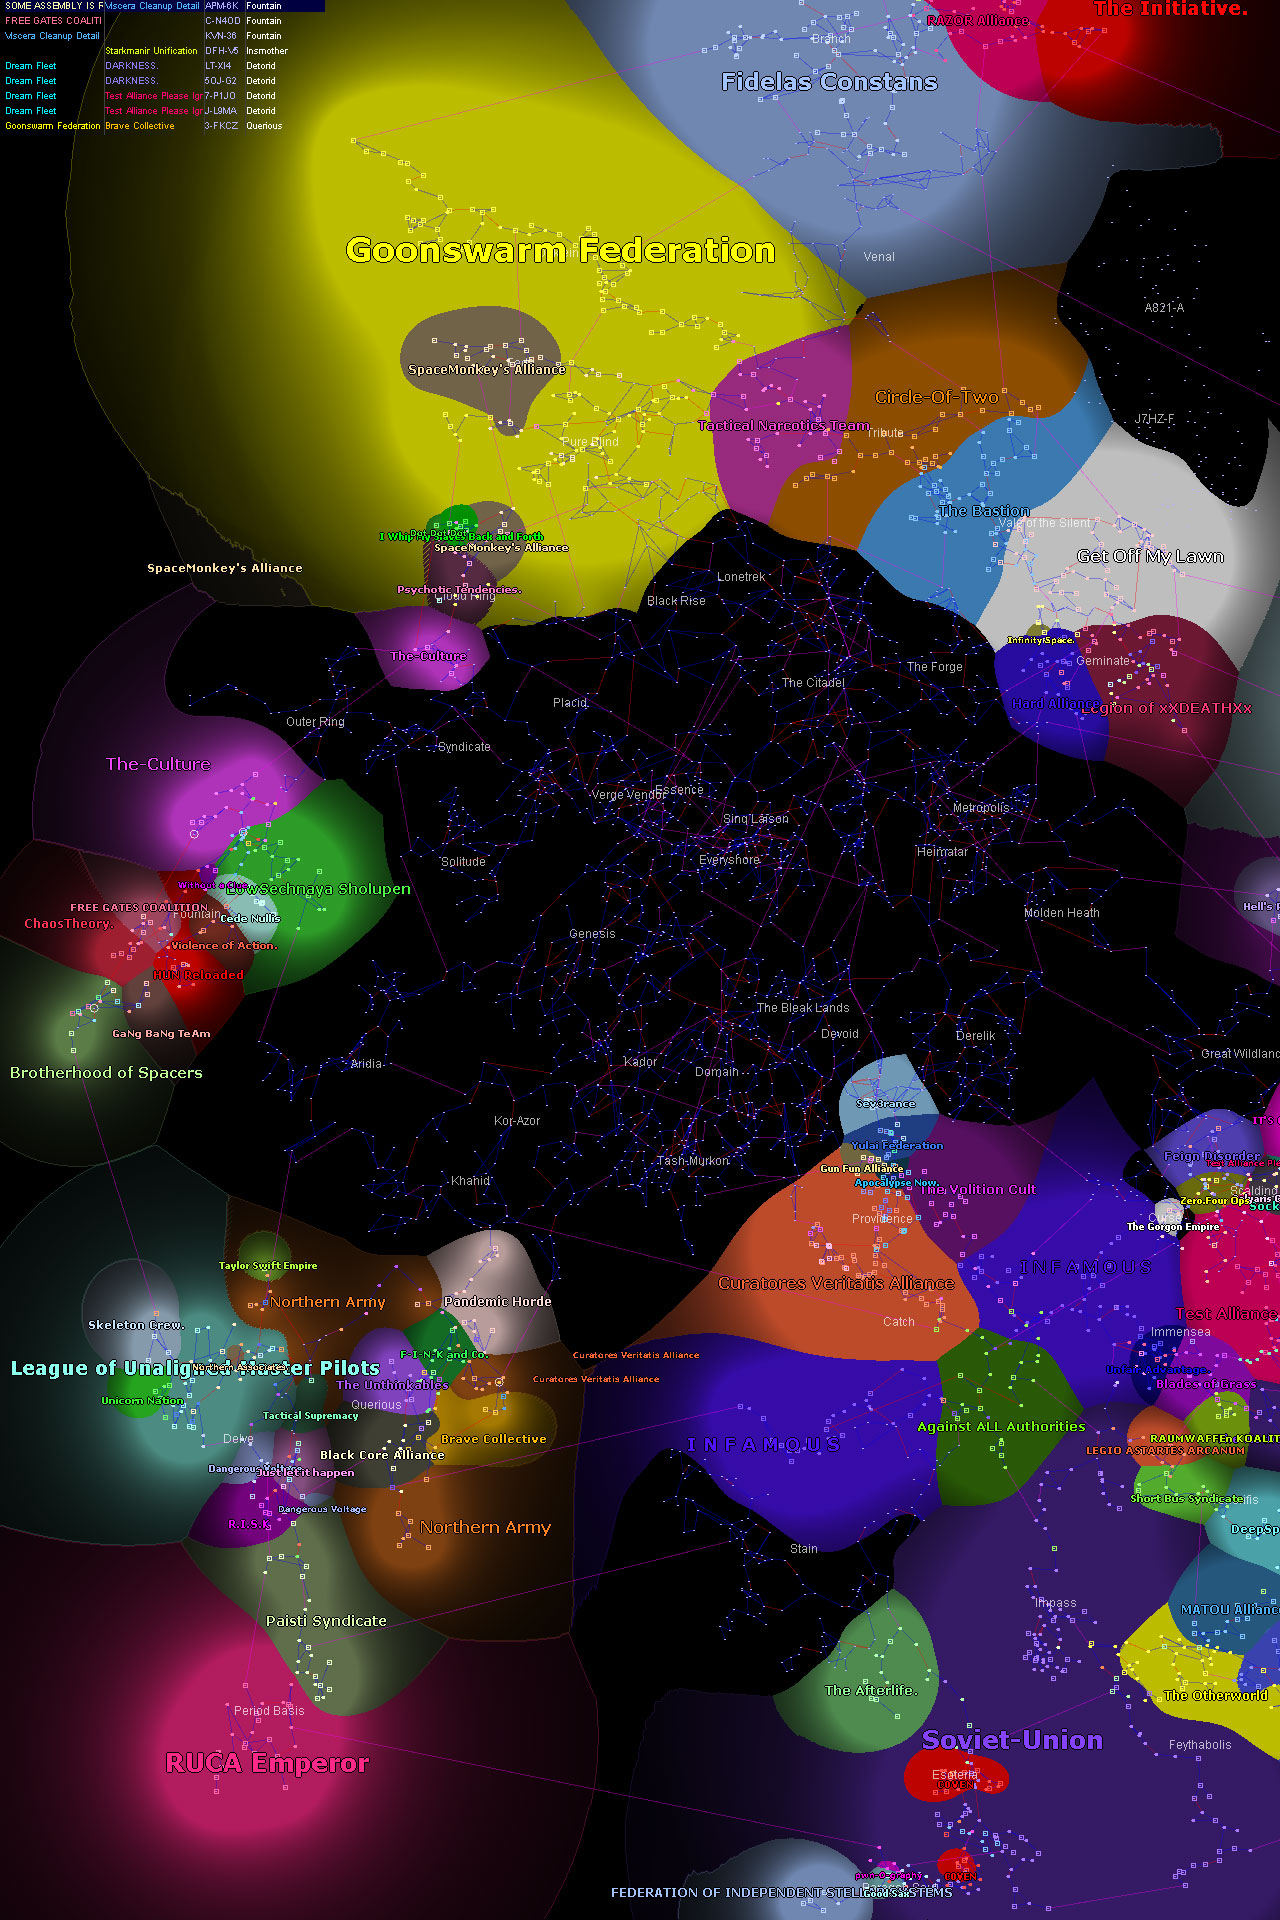 SOME ASSEMBLY IS R Viscera Cleanup Detail APM-6K Fountain
FREE GATES COALITI C-N4OD Fountain
Viscera Cleanup Detail KVN-36 Fountain
Starkmanir Unification DFH-V5 Insmother
Dream Fleet DARKNESS. LT-XI4 Detorid
Dream Fleet DARKNESS. 5OJ-G2 Detorid
Dream Fleet Test Alliance Please Igr 7-P1JO Detorid
Dream Fleet Test Alliance Please Igr J-L9MA Detorid
Goonswarm Federation Brave Collective 3-FKCZ Querious
The Initiative.
RAZOR Alliance
Branch
Fidelas Constans
Goonswarm Federation
Venal
A821-A
SpaceMonkey's Alliance
Circle-Of-Two
Tactical Narcotics Team
Tribute
J7HZ-F
Pure Blind
The Bastion
Vale of the Silent
Get Off My Lawn
Dot Dot Dot
I Whip My Slaves Back and Forth
SpaceMonkey's Alliance
SpaceMonkey's Alliance
Lonetrek
Psychotic Tendencies.
Cloud Ring
Black Rise
Infinity Space.
The-Culture
Geminate
The Forge
The Citadel
Placid
Hard Alliance
Legion of xXDEATHXx
Outer Ring
Syndicate
The-Culture
Verge Vendor
Essence
Metropolis
Sinq Laison
Heimatar
Everyshore
Solitude
LowSechnaya Sholupen
FREE GATES COALITION
Hell's P
ChaosTheory.
Fountain
Cede Nullis
Molden Heath
Genesis
Violence of Action.
HUN Reloaded
The Bleak Lands
GaNg BaNg TeAm
Devoid
Derelik
Great Wildland
Kador
Domain
Aridia
Brotherhood of Spacers
Sev3rance
Kor-Azor
IT'S
Yulai Federation
Feign Disorder
Tash-Murkon
Gun Fun Alliance
Khanid
Apocalypse Now.
The Volition Cult
Zero.Four Ops
Sock
Providence
The Gorgon Empire
Taylor Swift Empire
I N F A M O U S
Curatores Veritatis Alliance
Northern Army
Pandemic Horde
Test Alliance
Catch
Skeleton Crew.
Immensea
F-I-N-K and Co.
Curatores Veritatis Alliance
League of Unaligned Master Pilots
Northern Associates.
Unfair Advantage.
Curatores Veritatis Alliance
The Unthinkables
Blades of Grass
Unicorn Nation
Querious
Tactical Supremacy
Against ALL Authorities
Delve
Brave Collective
I N F A M O U S
RAUMWAFFEN KOALIT
Black Core Alliance
LEGIO ASTARTES ARCANUM
Dangerous Voltage
Just let it happen
Short Bus Syndicate
Dangerous Voltage
R.I.S.K
Northern Army
DeepSp
Stain
Impass
MATOU Alliance
Paisti Syndicate
The Afterlife.
The Otherworld
Period Basis
Soviet-Union
Feythabolis
RUCA Emperor
Esoteria
COVEN
COVEN
FEDERATION OF INDEPENDENT STELLAR SYSTEMS
Good Sax